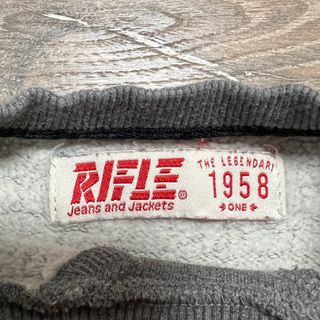 RIFLE®
Jeans and Jackets
THE LEGENDARY
1958
ONE